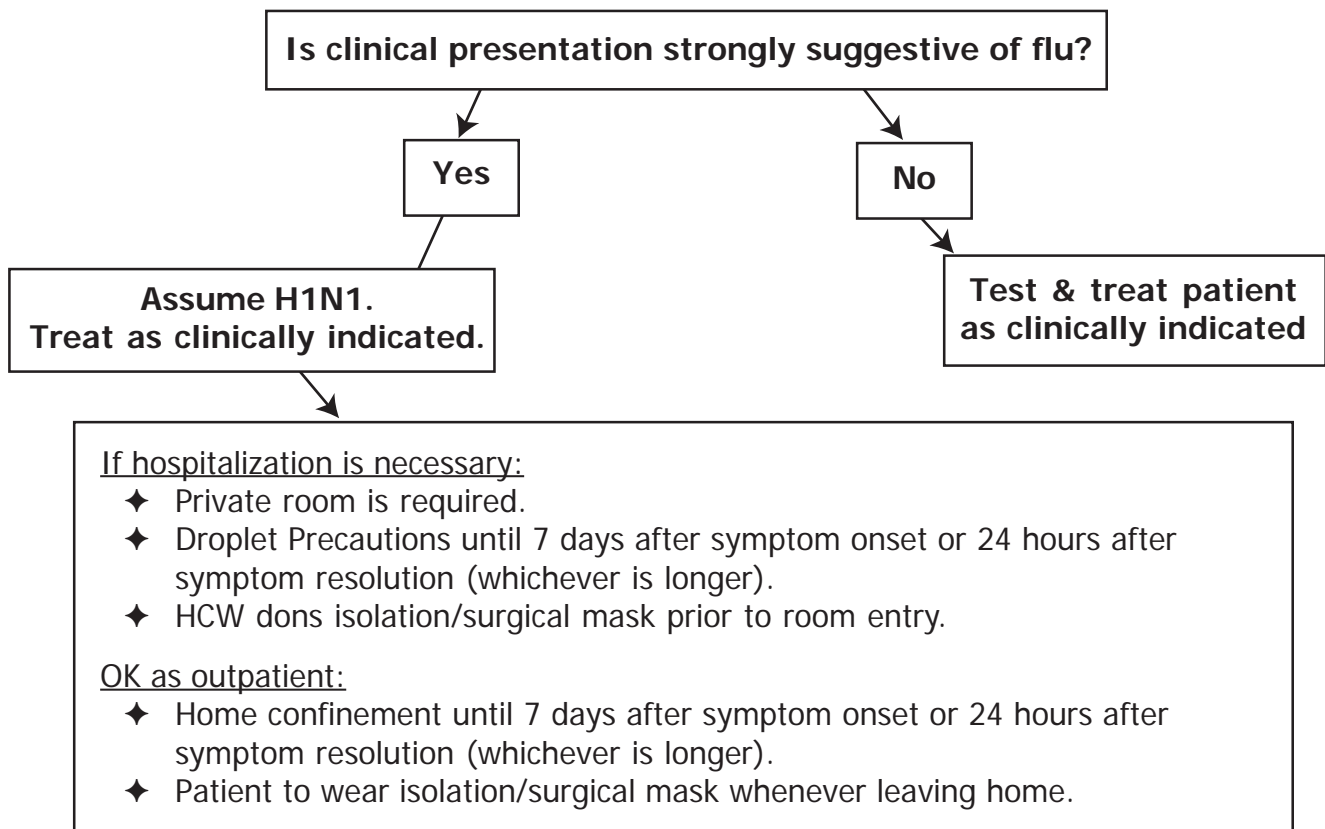 Is clinical presentation strongly suggestive of flu?
Yes
No
Assume H1N1.
Treat as clinically indicated.
Test & treat patient
as clinically indicated
If hospitalization is necessary:
✦ Private room is required.
✦ Droplet Precautions until 7 days after symptom onset or 24 hours after
symptom resolution (whichever is longer).
✦ HCW dons isolation/surgical mask prior to room entry.
OK as outpatient:
✦ Home confinement until 7 days after symptom onset or 24 hours after
symptom resolution (whichever is longer).
✦ Patient to wear isolation/surgical mask whenever leaving home.